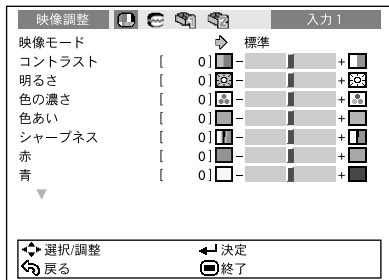 映像調整 入力1
映像モード 標準
コントラスト [ 0] - +
明るさ [ 0] - +
色の濃さ [ 0] - +
色あい [ 0] - +
シャープネス [ 0] - +
赤 [ 0] - +
青 [ 0] - +
選択/調整 決定
戻る 終了